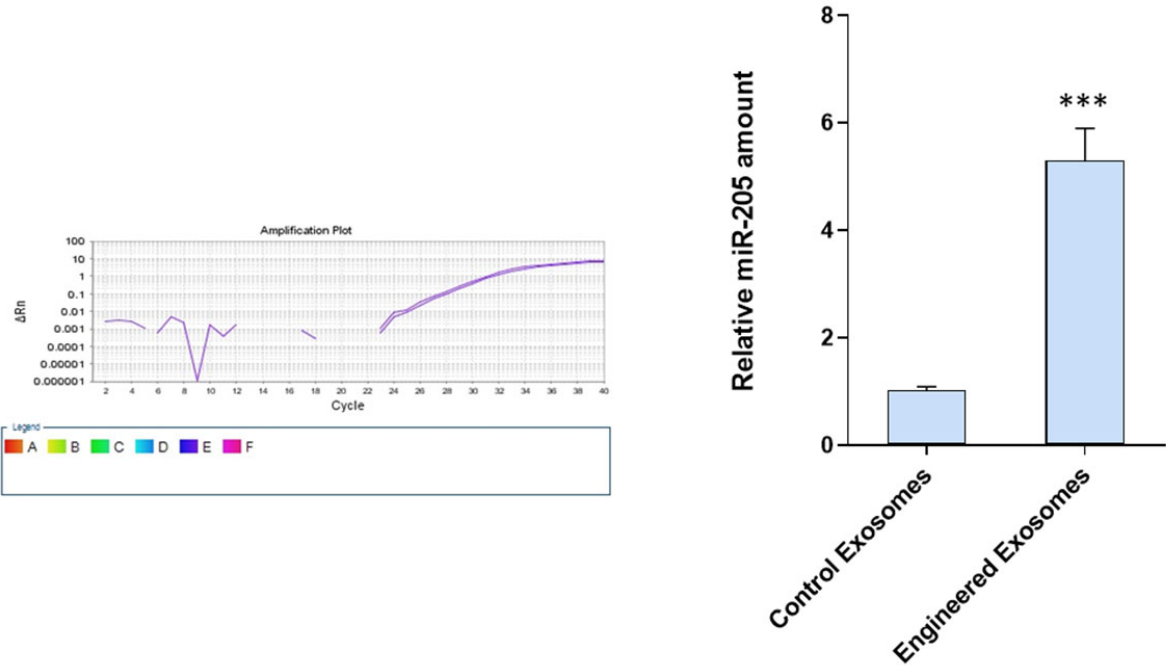 Amplification Plot
ΔRn
100
10
1
0.1
0.01
0.001
0.0001
0.00001
0.000001
2 4 6 8 10 12 14 16 18 20 22 24 26 28 30 32 34 36 38 40
Cycle
Legend
A B C D E F
Relative miR-205 amount
8
6
4
2
0
***
Control Exosomes
Engineered Exosomes